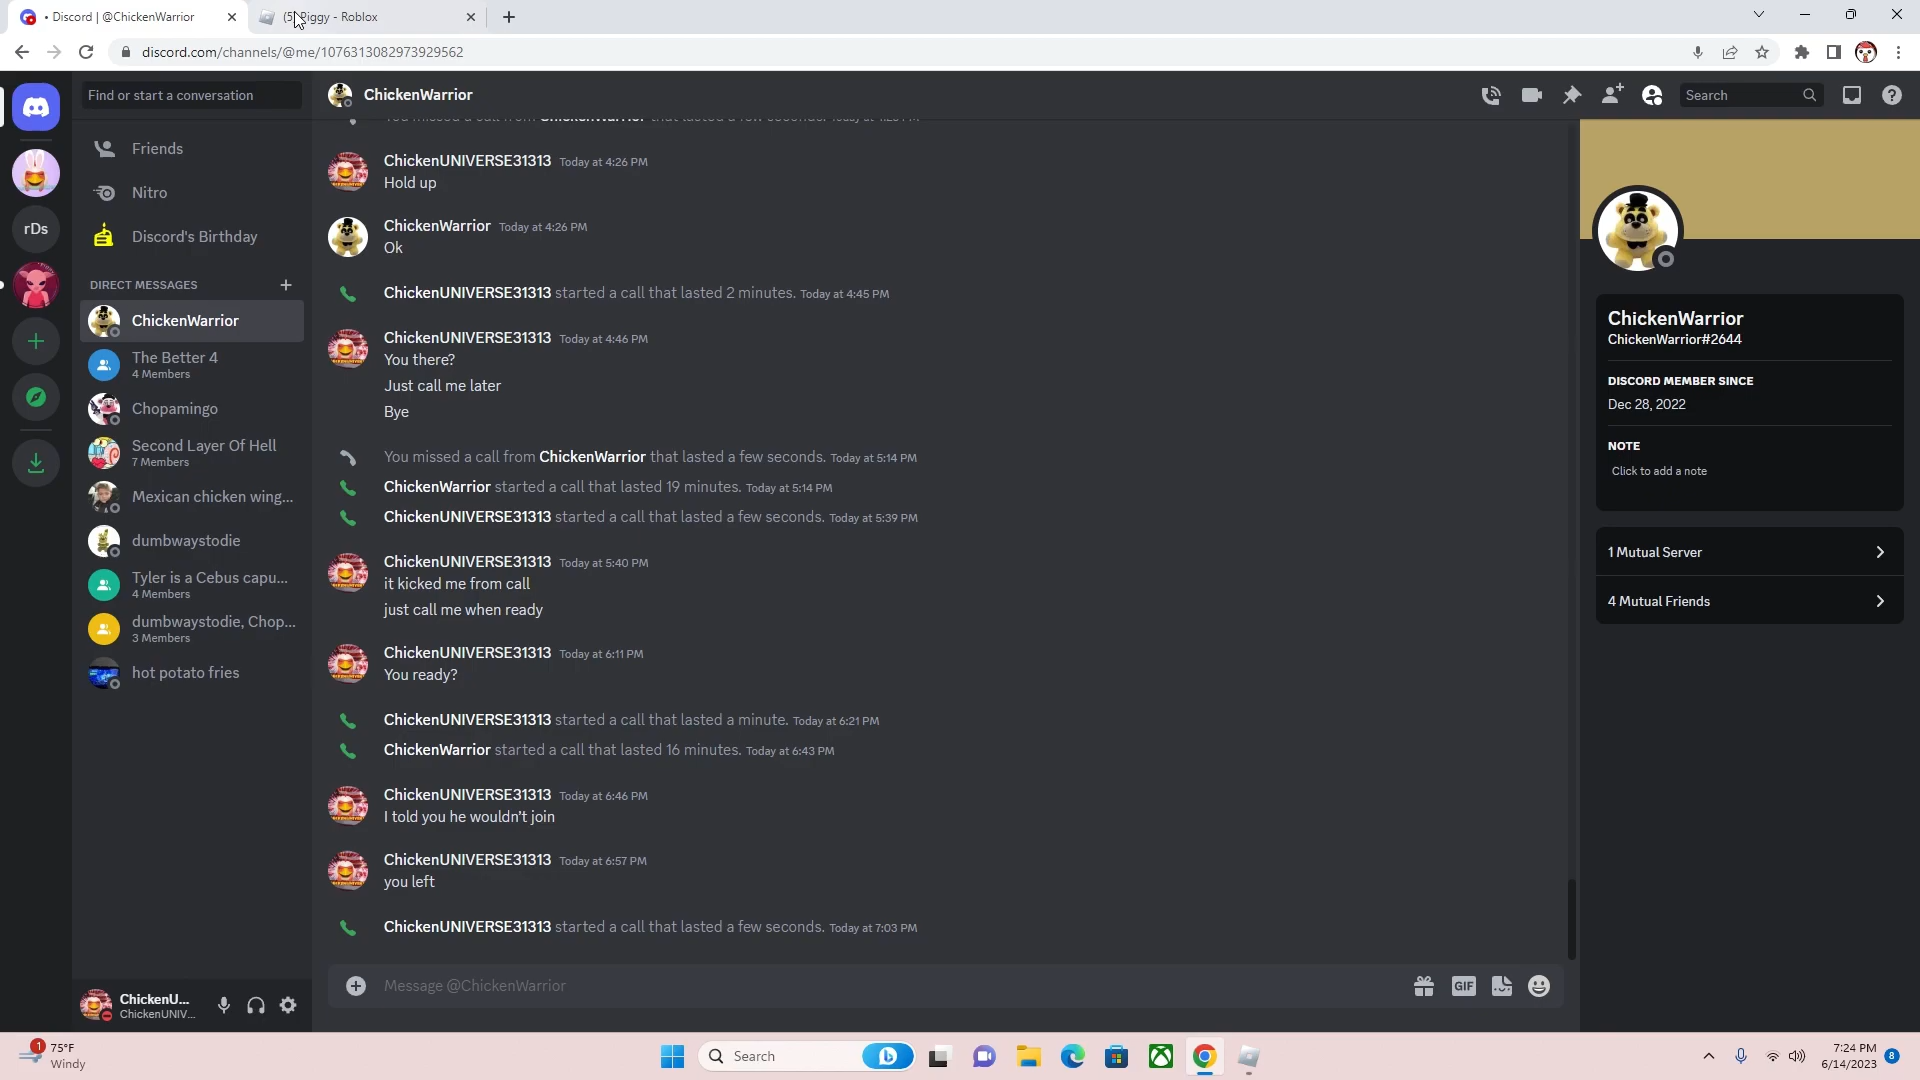 • Discord | @ChickenWarrior
(5) Piggy - Roblox
discord.com/channels/@me/1076313082973929562
Find or start a conversation
ChickenWarrior
Search
Friends
Nitro
Discord's Birthday
rDs
DIRECT MESSAGES
ChickenWarrior
The Better 4
4 Members
Chopamingo
Second Layer Of Hell
7 Members
Mexican chicken wing...
dumbwaystodie
Tyler is a Cebus capu...
4 Members
dumbwaystodie, Chop...
3 Members
hot potato fries
ChickenU...
ChickenUNIV...
ChickenUNIVERSE31313 Today at 4:26 PM
Hold up
ChickenWarrior Today at 4:26 PM
Ok
ChickenUNIVERSE31313 started a call that lasted 2 minutes. Today at 4:45 PM
ChickenUNIVERSE31313 Today at 4:46 PM
You there?
Just call me later
Bye
You missed a call from ChickenWarrior that lasted a few seconds. Today at 5:14 PM
ChickenWarrior started a call that lasted 19 minutes. Today at 5:14 PM
ChickenUNIVERSE31313 started a call that lasted a few seconds. Today at 5:39 PM
ChickenUNIVERSE31313 Today at 5:40 PM
it kicked me from call
just call me when ready
ChickenUNIVERSE31313 Today at 6:11 PM
You ready?
ChickenUNIVERSE31313 started a call that lasted a minute. Today at 6:21 PM
ChickenWarrior started a call that lasted 16 minutes. Today at 6:43 PM
ChickenUNIVERSE31313 Today at 6:46 PM
I told you he wouldn't join
ChickenUNIVERSE31313 Today at 6:57 PM
you left
ChickenUNIVERSE31313 started a call that lasted a few seconds. Today at 7:03 PM
Message @ChickenWarrior
GIF
ChickenWarrior
ChickenWarrior#2644
DISCORD MEMBER SINCE
Dec 28, 2022
NOTE
Click to add a note
1 Mutual Server
4 Mutual Friends
1
75°F
Windy
Search
7:24 PM
6/14/2023
8